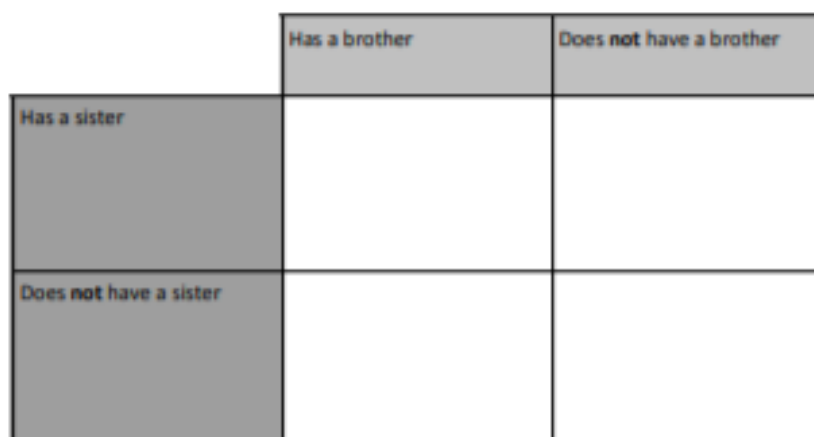 Has a brother
Does not have a brother
Has a sister
Does not have a sister